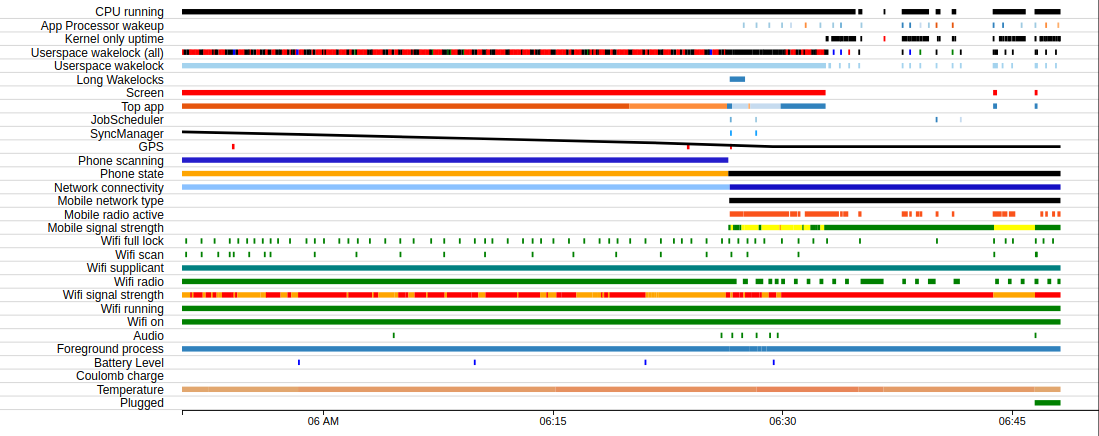 CPU running
App Processor wakeup
Kernel only uptime
Userspace wakelock (all)
Userspace wakelock
Long Wakelocks
Screen
Top app
JobScheduler
SyncManager
GPS
Phone scanning
Phone state
Network connectivity
Mobile network type
Mobile radio active
Mobile signal strength
Wifi full lock
Wifi scan
Wifi supplicant
Wifi radio
Wifi signal strength
Wifi running
Wifi on
Audio
Foreground process
Battery Level
Coulomb charge
Temperature
Plugged
06 AM 06:15 06:30 06:45